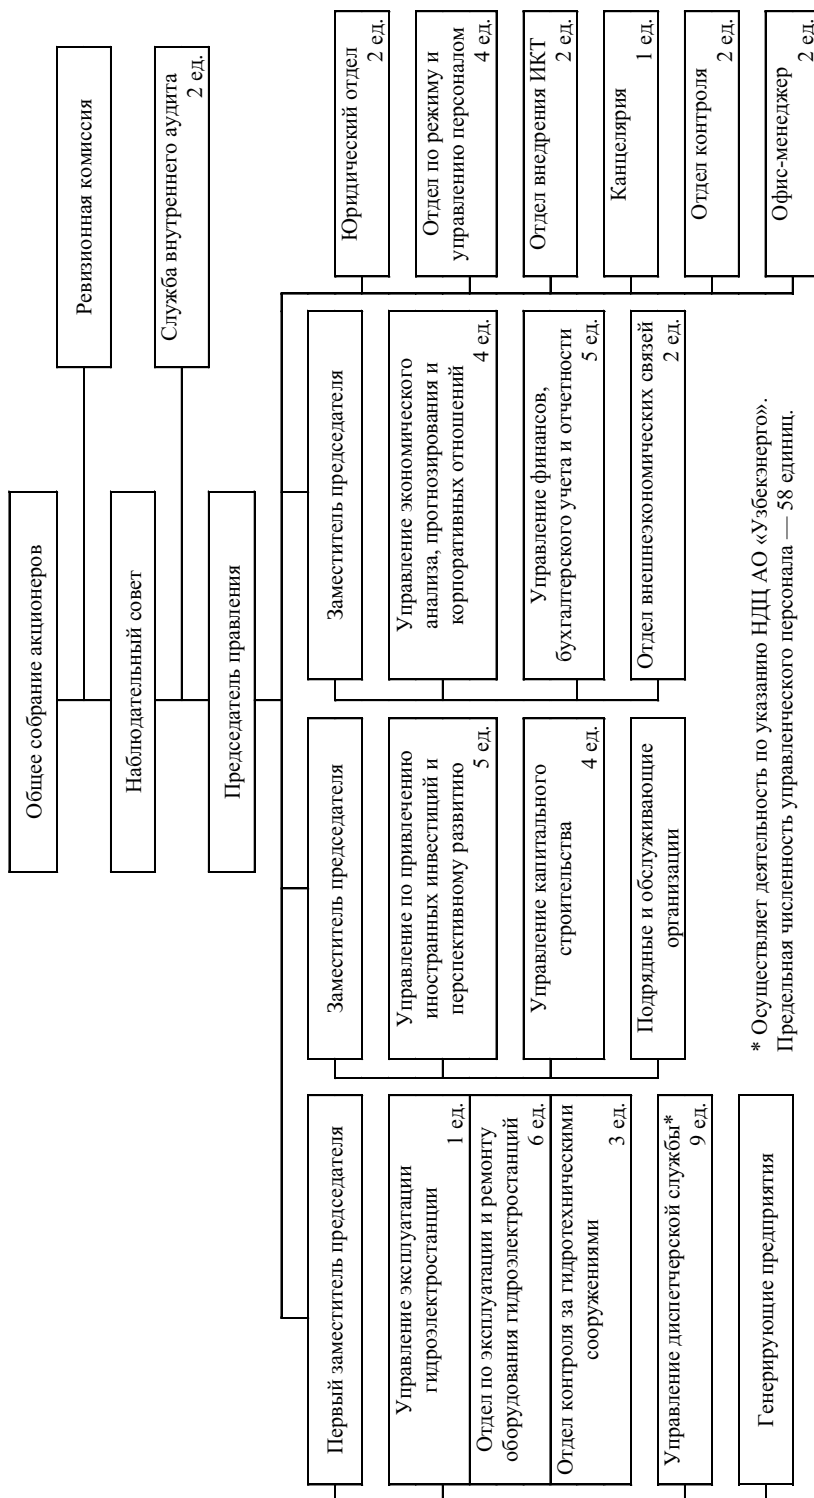 Общее собрание акционеров
Ревизионная комиссия
Наблюдательный совет
Служба внутреннего аудита
2 ед.
Председатель правления
Первый заместитель председателя
Управление эксплуатации
гидроэлектростанции
1 ед.
Отдел по эксплуатации и ремонту
оборудования гидроэлектростанций
6 ед.
Отдел контроля за гидротехническими
сооружениями
3 ед.
Управление диспетчерской службы*
9 ед.
Генерирующие предприятия
Заместитель председателя
Управление по привлечению
иностранных инвестиций и
перспективному развитию
5 ед.
Управление капитального
строительства
4 ед.
Подрядные и обслуживающие
организации
Заместитель председателя
Управление экономического
анализа, прогнозирования и
корпоративных отношений
4 ед.
Управление финансов,
бухгалтерского учета и отчетности
5 ед.
Отдел внешнеэкономических связей
2 ед.
Юридический отдел
2 ед.
Отдел по режиму и
управлению персоналом
4 ед.
Отдел внедрения ИКТ
2 ед.
Канцелярия
1 ед.
Отдел контроля
2 ед.
Офис-менеджер
2 ед.
* Осуществляет деятельность по указанию НДЦ АО «Узбекэнерго».
Предельная численность управленческого персонала — 58 единиц.